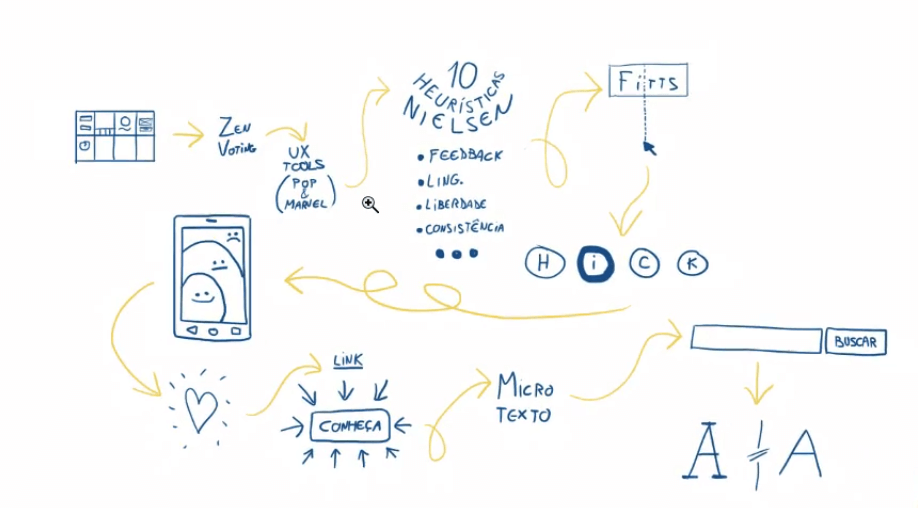 ZEN
VOTING
UX
TOOLS
(POP
&
MARVEL)
10
HEURÍSTICAS
NIELSEN
• FEEDBACK
• LING.
• LIBERDADE
• CONSISTÊNCIA
...
FITTS
H i C K
LINK
CONHEÇA
MICRO
TEXTO
BUSCAR
A A